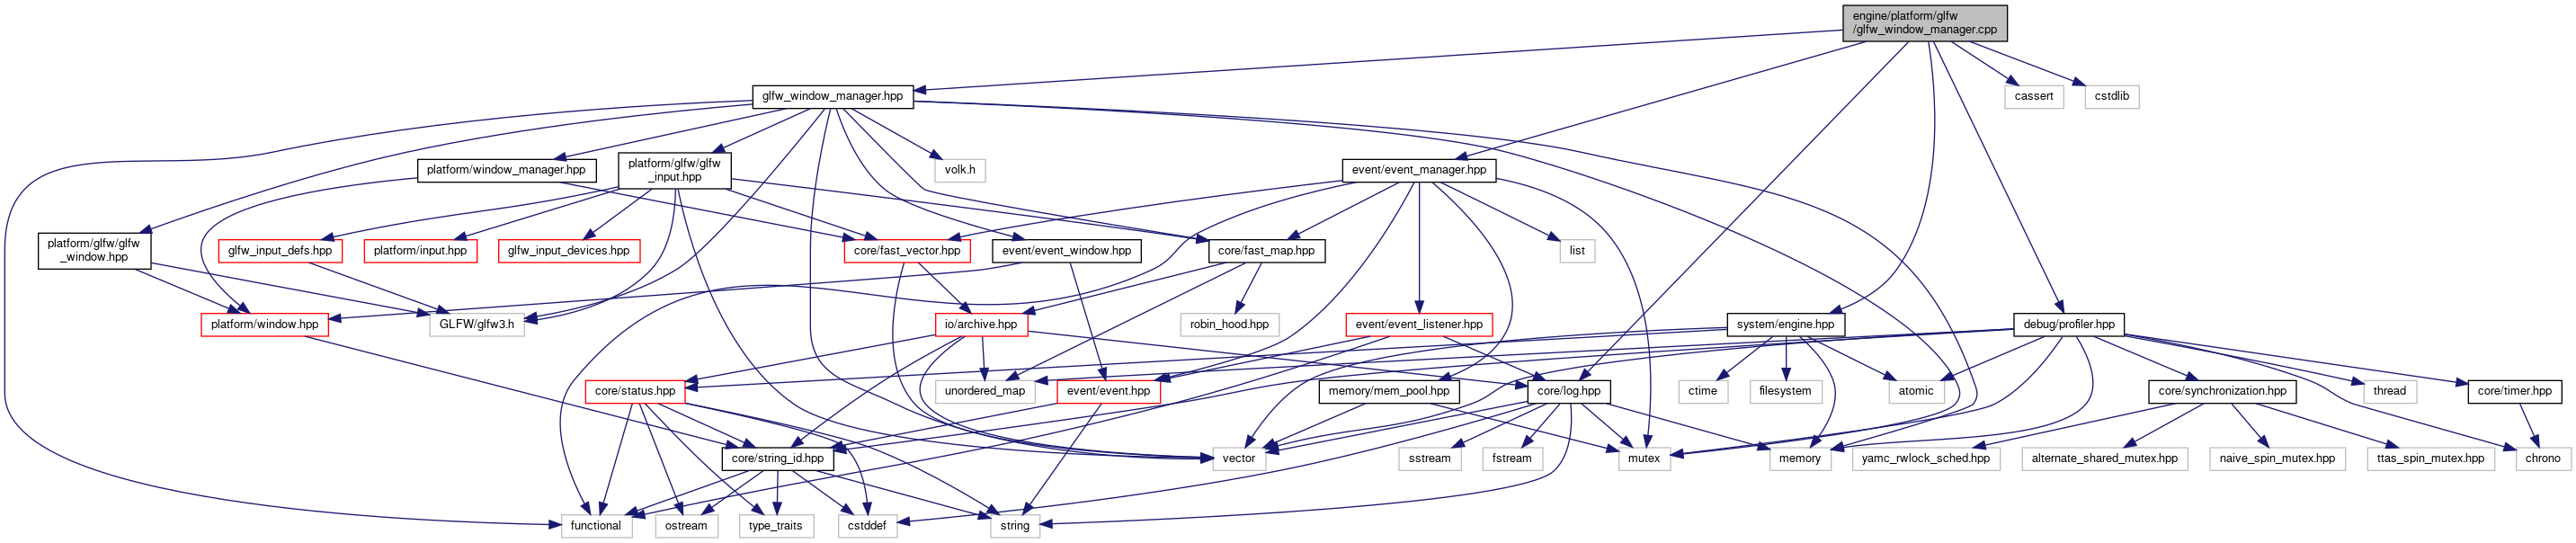 engine/platform/glfw
/glfw_window_manager.cpp
glfw_window_manager.hpp
cassert
cstdlib
platform/window_manager.hpp
platform/glfw/glfw
_input.hpp
volk.h
event/event_manager.hpp
platform/glfw/glfw
_window.hpp
glfw_input_defs.hpp
platform/input.hpp
glfw_input_devices.hpp
core/fast_vector.hpp
event/event_window.hpp
core/fast_map.hpp
list
platform/window.hpp
GLFW/glfw3.h
io/archive.hpp
robin_hood.hpp
event/event_listener.hpp
system/engine.hpp
debug/profiler.hpp
core/status.hpp
unordered_map
event/event.hpp
memory/mem_pool.hpp
core/log.hpp
ctime
filesystem
atomic
core/synchronization.hpp
thread
core/timer.hpp
core/string_id.hpp
vector
sstream
fstream
mutex
memory
yamc_rwlock_sched.hpp
alternate_shared_mutex.hpp
naive_spin_mutex.hpp
ttas_spin_mutex.hpp
chrono
functional
ostream
type_traits
cstddef
string